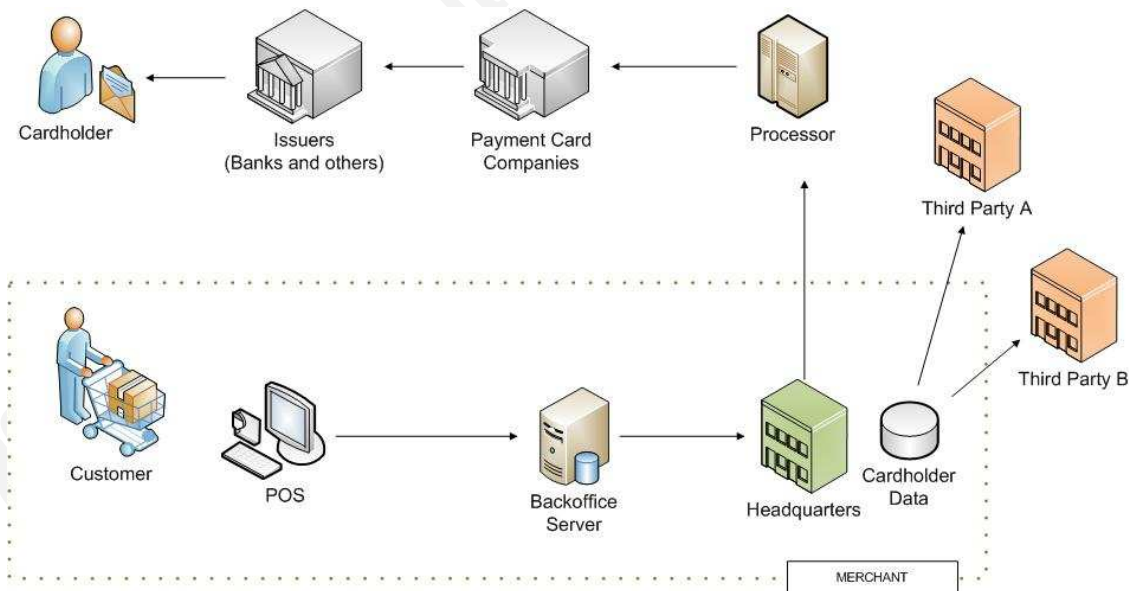 Cardholder
Issuers
(Banks and others)
Payment Card
Companies
Processor
Third Party A
Third Party B
Customer
POS
Backoffice
Server
Headquarters
Cardholder
Data
MERCHANT